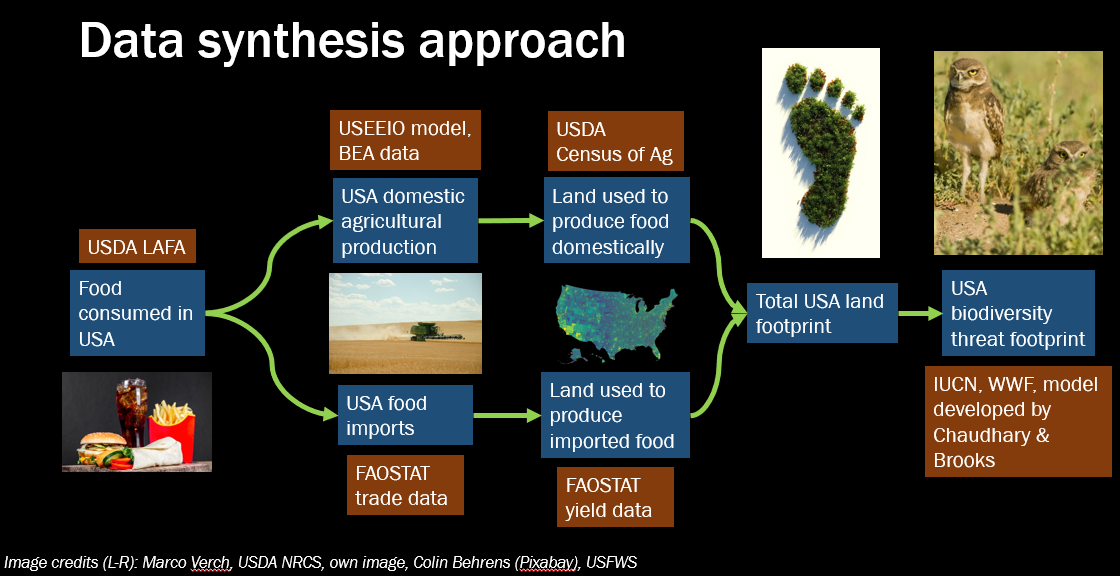 Data synthesis approach
USDA LAFA
Food
consumed in
USA
USEEIO model,
BEA data
USA domestic
agricultural
production
USDA
Census of Ag
Land used to
produce food
domestically
USA food
imports
FAOSTAT
trade data
Land used to
produce
imported food
FAOSTAT
yield data
Total USA land
footprint
USA
biodiversity
threat footprint
IUCN, WWF, model
developed by
Chaudhary &
Brooks
Image credits (L-R): Marco Verch, USDA NRCS, own image, Colin Behrens (Pixabay), USFWS